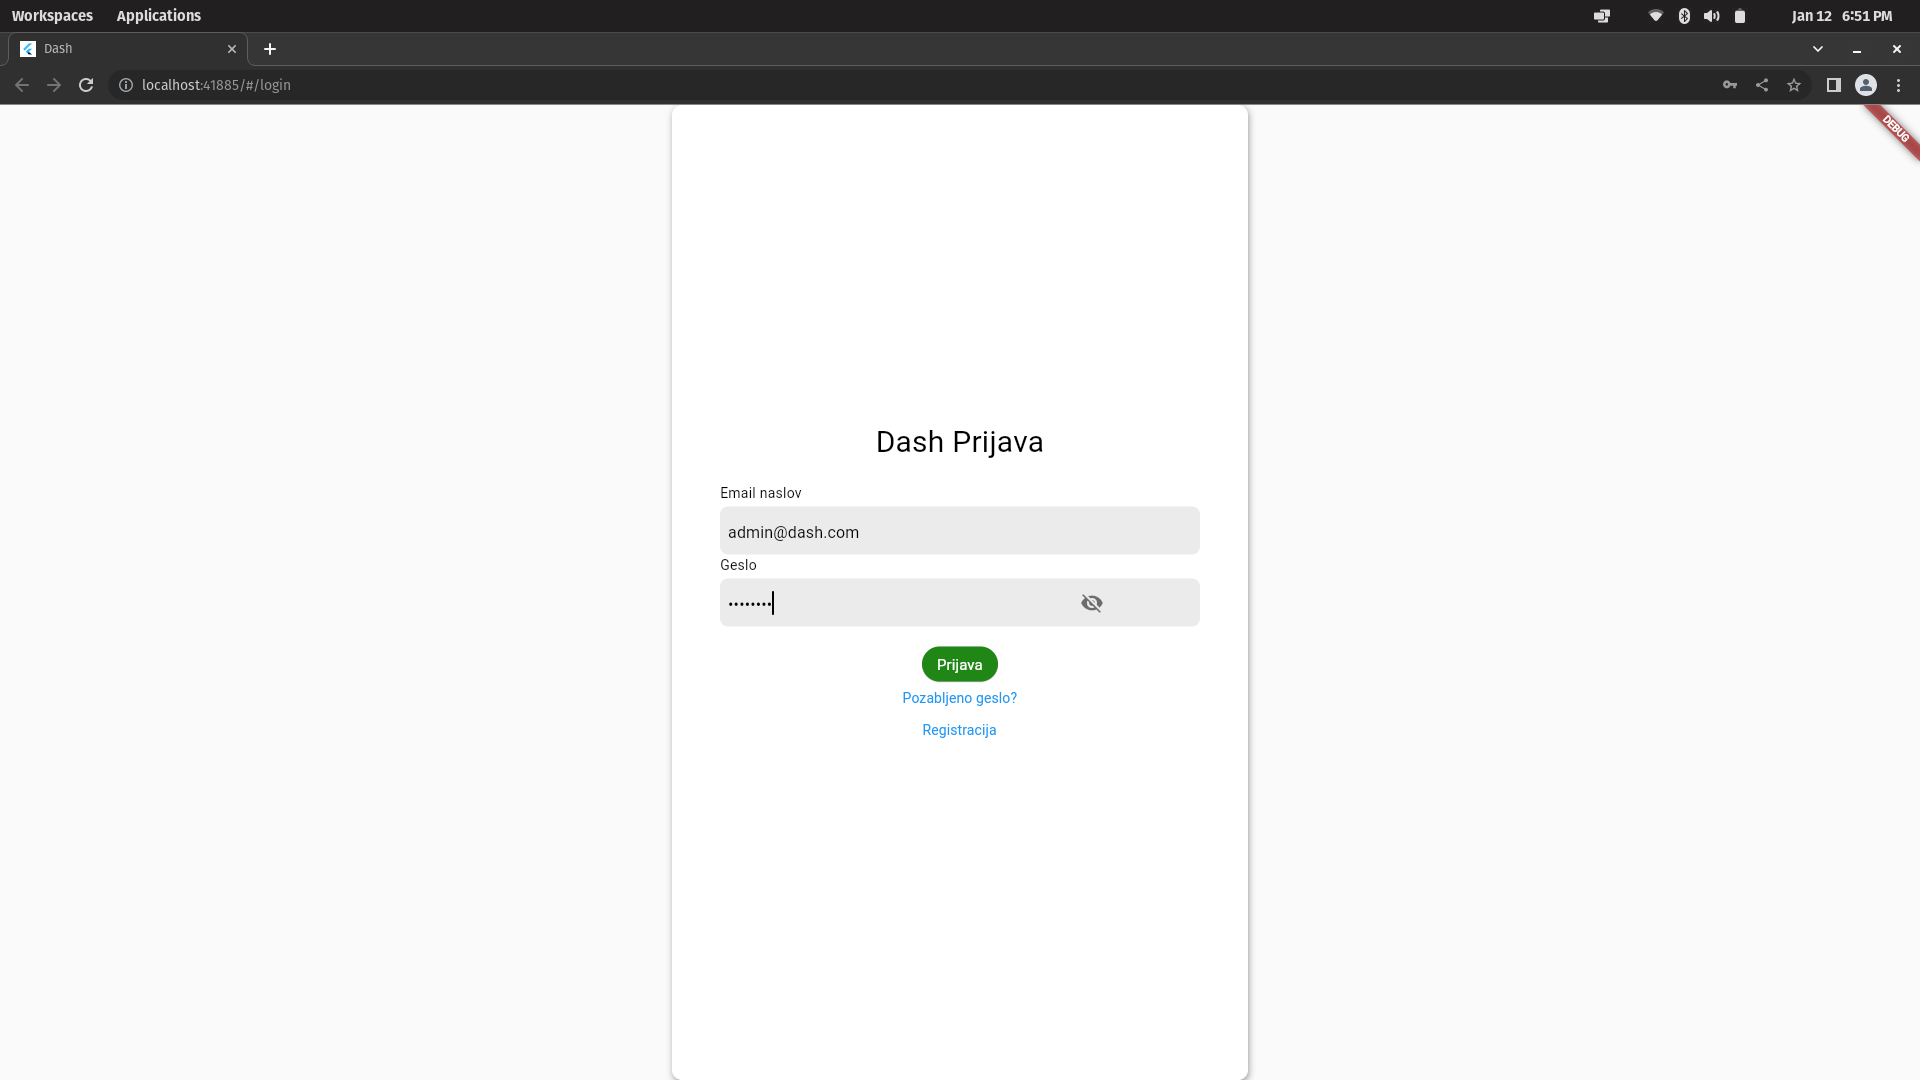 Workspaces Applications Jan 12 6:51 PM
Dash
localhost:41885/#/login
DEBUG
Dash Prijava
Email naslov
admin@dash.com
Geslo
••••••••
Prijava
Pozabljeno geslo?
Registracija